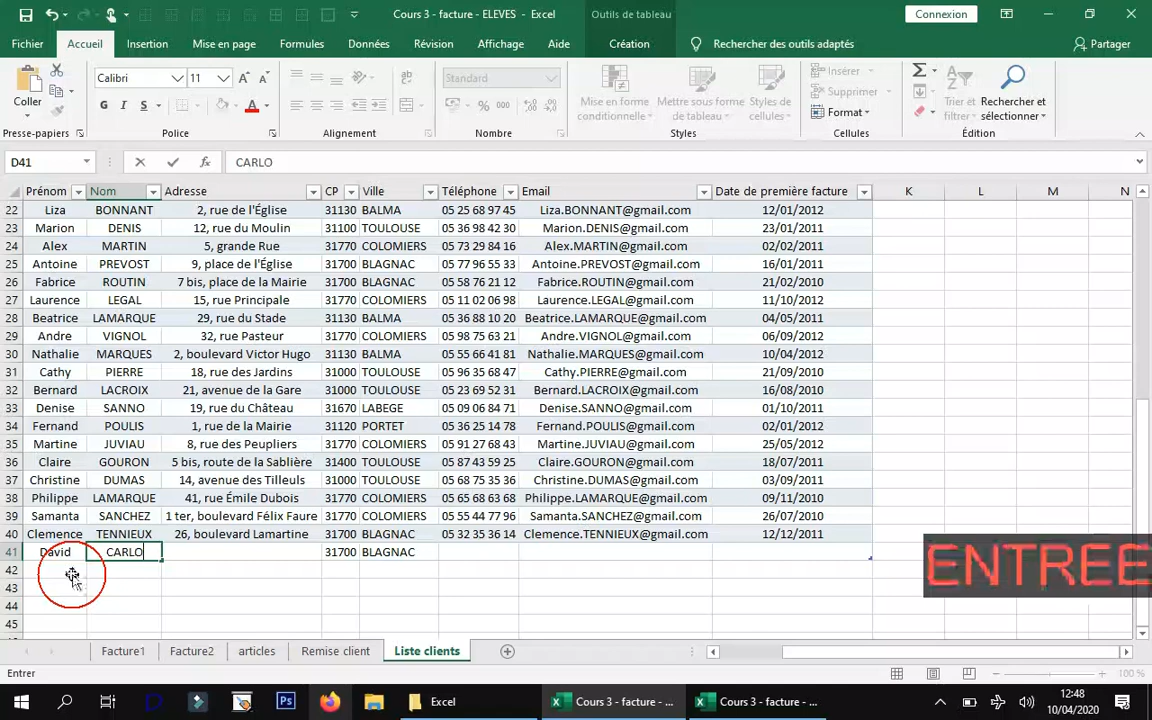 Cours 3 - facture - ELEVES - Excel
Outils de tableau
Connexion
Fichier Accueil Insertion Mise en page Formules Données Révision Affichage Aide Création Rechercher des outils adaptés Partager
Coller
Calibri 11
Standard
G I S
Mise en forme conditionnelle
Mettre sous forme de tableau
Styles de cellules
Insérer
Supprimer
Format
Trier et filtrer
Rechercher et sélectionner
Presse-papiers Police Alignement Nombre Styles Cellules Édition
D41 CARLO
Prénom Nom Adresse CP Ville Téléphone Email Date de première facture K L M N
22 Liza BONNANT 2, rue de l'Église 31130 BALMA 05 25 68 97 45 Liza.BONNANT@gmail.com 12/01/2012
23 Marion DENIS 12, rue du Moulin 31100 TOULOUSE 05 36 98 42 30 Marion.DENIS@gmail.com 23/01/2011
24 Alex MARTIN 5, grande Rue 31770 COLOMIERS 05 73 29 84 16 Alex.MARTIN@gmail.com 02/02/2011
25 Antoine PREVOST 9, place de l'Église 31700 BLAGNAC 05 77 96 55 33 Antoine.PREVOST@gmail.com 16/01/2011
26 Fabrice ROUTIN 7 bis, place de la Mairie 31700 BLAGNAC 05 58 76 21 12 Fabrice.ROUTIN@gmail.com 21/02/2010
27 Laurence LEGAL 15, rue Principale 31770 COLOMIERS 05 11 02 06 98 Laurence.LEGAL@gmail.com 11/10/2012
28 Beatrice LAMARQUE 29, rue du Stade 31130 BALMA 05 36 88 10 20 Beatrice.LAMARQUE@gmail.com 04/05/2011
29 Andre VIGNOL 32, rue Pasteur 31770 COLOMIERS 05 98 75 63 21 Andre.VIGNOL@gmail.com 06/09/2012
30 Nathalie MARQUES 2, boulevard Victor Hugo 31130 BALMA 05 55 66 41 81 Nathalie.MARQUES@gmail.com 10/04/2012
31 Cathy PIERRE 18, rue des Jardins 31000 TOULOUSE 05 96 35 68 47 Cathy.PIERRE@gmail.com 21/09/2010
32 Bernard LACROIX 21, avenue de la Gare 31000 TOULOUSE 05 23 69 52 31 Bernard.LACROIX@gmail.com 16/08/2010
33 Denise SANNO 19, rue du Château 31670 LABEGE 05 09 06 84 71 Denise.SANNO@gmail.com 01/10/2011
34 Fernand POULIS 1, rue de la Mairie 31120 PORTET 05 36 25 14 78 Fernand.POULIS@gmail.com 02/01/2011
35 Martine JUVIAU 8, rue des Peupliers 31770 COLOMIERS 05 91 27 68 43 Martine.JUVIAU@gmail.com 25/05/2012
36 Claire GOURON 5 bis, route de la Sablière 31400 TOULOUSE 05 87 43 59 25 Claire.GOURON@gmail.com 18/07/2011
37 Christine DUMAS 14, avenue des Tilleuls 31000 TOULOUSE 05 68 75 35 36 Christine.DUMAS@gmail.com 03/09/2011
38 Philippe LAMARQUE 41, rue Émile Dubois 31770 COLOMIERS 05 65 68 63 68 Philippe.LAMARQUE@gmail.com 09/11/2010
39 Samanta SANCHEZ 1 ter, boulevard Félix Faure 31770 COLOMIERS 05 55 44 77 96 Samanta.SANCHEZ@gmail.com 26/07/2010
40 Clemence TENNIEUX 26, boulevard Lamartine 31700 BLAGNAC 05 32 35 36 14 Clemence.TENNIEUX@gmail.com 12/12/2011
41 David CARLO 31700 BLAGNAC
42
43
44
45
ENTREE
Facture1 Facture2 articles Remise client Liste clients
Entrer
100 %
Excel
Cours 3 - facture - ...
Cours 3 - facture - ...
12:48
10/04/2020